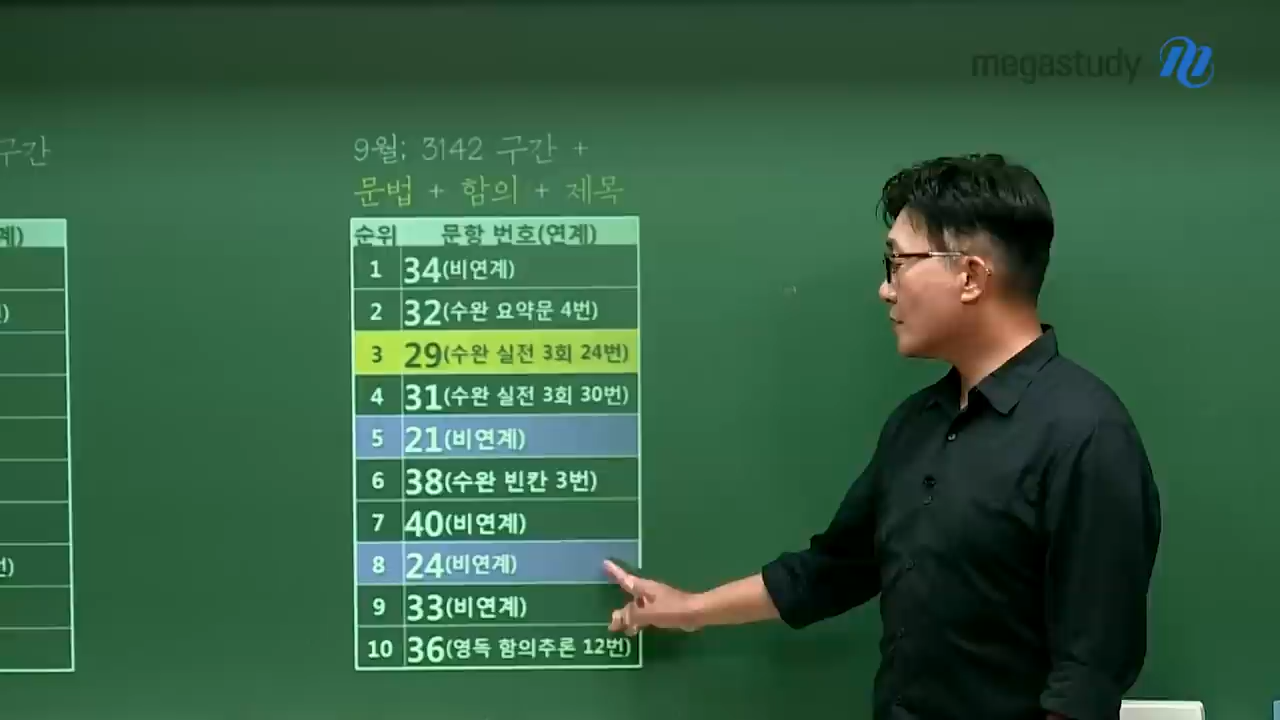 megastudy
구간
9월; 3142 구간 +
문법 + 함의 + 제목
계)
순위 문항 번호(연계)
1 34(비연계)
2 32(수완 요약문 4번)
3 29(수완 실전 3회 24번)
4 31(수완 실전 3회 30번)
5 21(비연계)
6 38(수완 빈칸 3번)
7 40(비연계)
8 24(비연계)
9 33(비연계)
10 36(영독 함의추론 12번)